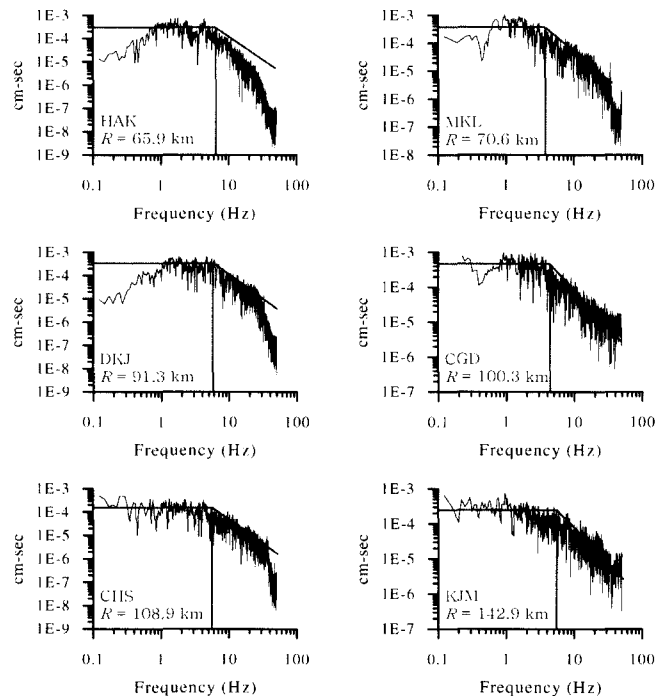 1E-3
1E-4
1E-5
1E-6
1E-7
1E-8
1E-9
cm-sec
HAK
R = 65.9 km
0.1 1 10 100
Frequency (Hz)
1E-3
1E-4
1E-5
1E-6
1E-7
1E-8
cm-sec
MKL
R = 70.6 km
0.1 1 10 100
Frequency (Hz)
1E-3
1E-4
1E-5
1E-6
1E-7
1E-8
1E-9
cm-sec
DKJ
R = 91.3 km
0.1 1 10 100
Frequency (Hz)
1E-3
1E-4
1E-5
1E-6
1E-7
cm-sec
CGD
R = 100.3 km
0.1 1 10 100
Frequency (Hz)
1E-3
1E-4
1E-5
1E-6
1E-7
1E-8
1E-9
cm-sec
CHS
R = 108.9 km
0.1 1 10 100
Frequency (Hz)
1E-3
1E-4
1E-5
1E-6
1E-7
cm-sec
KJM
R = 142.9 km
0.1 1 10 100
Frequency (Hz)